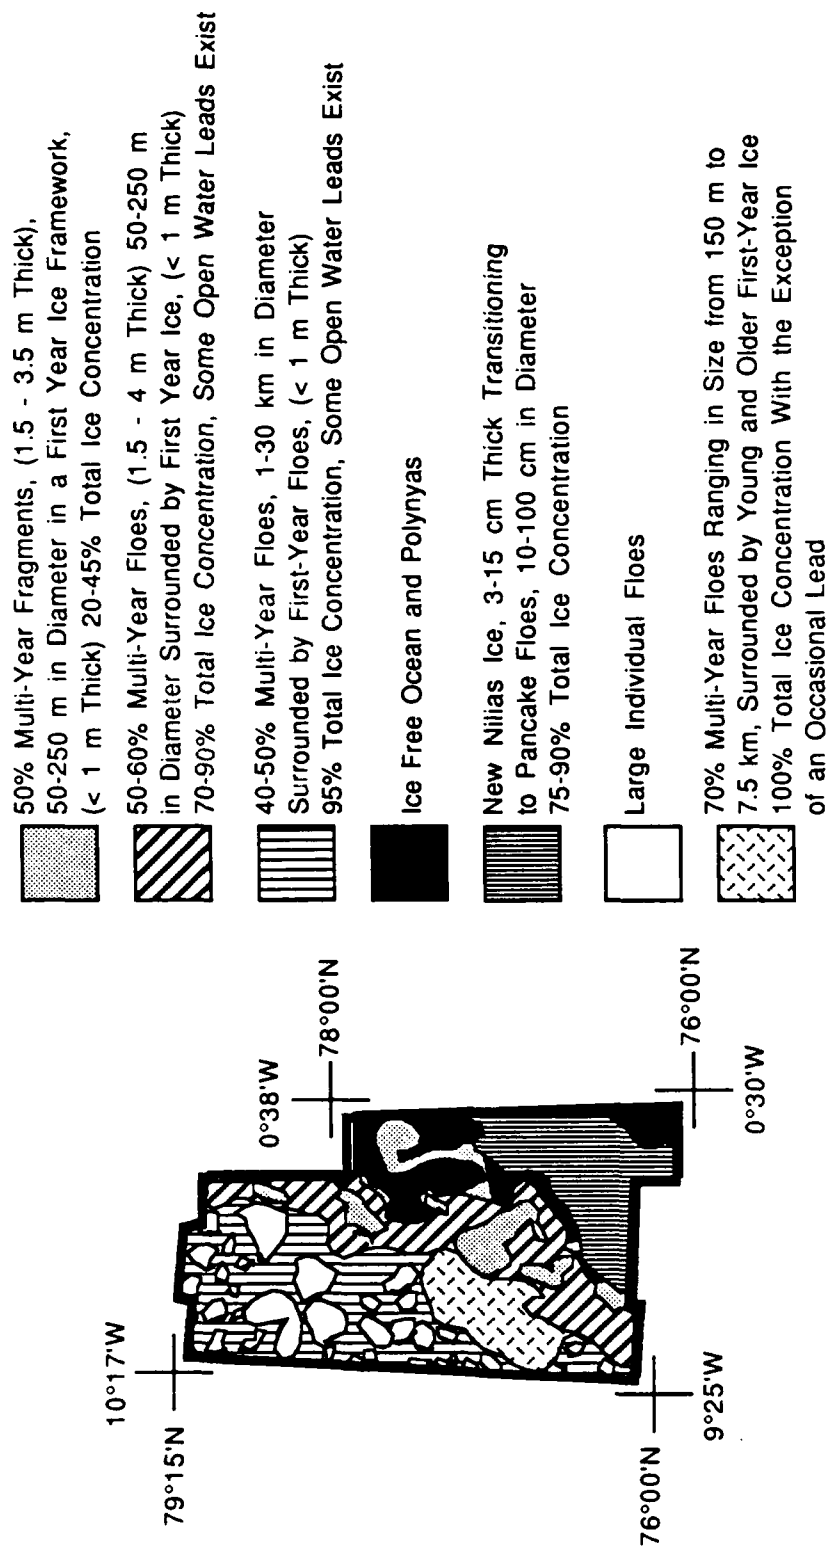 50% Multi-Year Fragments, (1.5 - 3.5 m Thick),
50-250 m in Diameter in a First Year Ice Framework,
(< 1 m Thick) 20-45% Total Ice Concentration
50-60% Multi-Year Floes, (1.5 - 4 m Thick) 50-250 m
in Diameter Surrounded by First Year Ice, (< 1 m Thick)
70-90% Total Ice Concentration, Some Open Water Leads Exist
40-50% Multi-Year Floes, 1-30 km in Diameter
Surrounded by First-Year Floes, (< 1 m Thick)
95% Total Ice Concentration, Some Open Water Leads Exist
Ice Free Ocean and Polynyas
New Nilias Ice, 3-15 cm Thick Transitioning
to Pancake Floes, 10-100 cm in Diameter
75-90% Total Ice Concentration
Large Individual Floes
70% Multi-Year Floes Ranging in Size from 150 m to
7.5 km, Surrounded by Young and Older First-Year Ice
100% Total Ice Concentration With the Exception
of an Occasional Lead
10°17'W
79°15'N
0°38'W
78°00'N
76°00'N
0°30'W
76°00'N
9°25'W